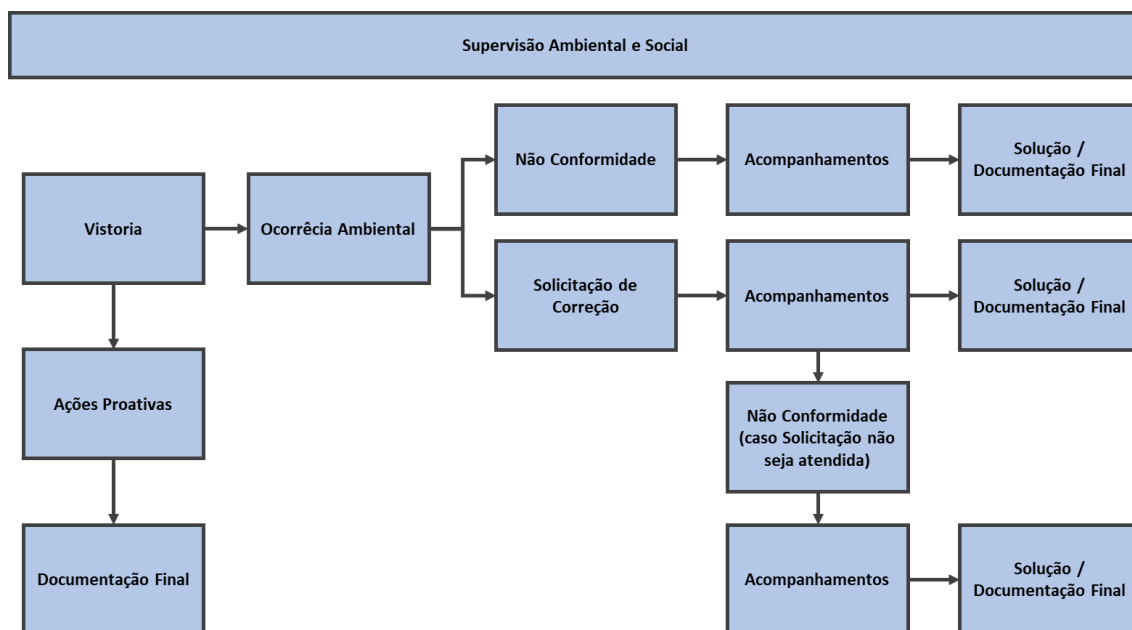 Supervisão Ambiental e Social
Não Conformidade
Acompanhamentos
Solução /
Documentação Final
Vistoria
Ocorrêcia Ambiental
Solicitação de
Correção
Acompanhamentos
Solução /
Documentação Final
Ações Proativas
Não Conformidade
(caso Solicitação não
seja atendida)
Documentação Final
Acompanhamentos
Solução /
Documentação Final